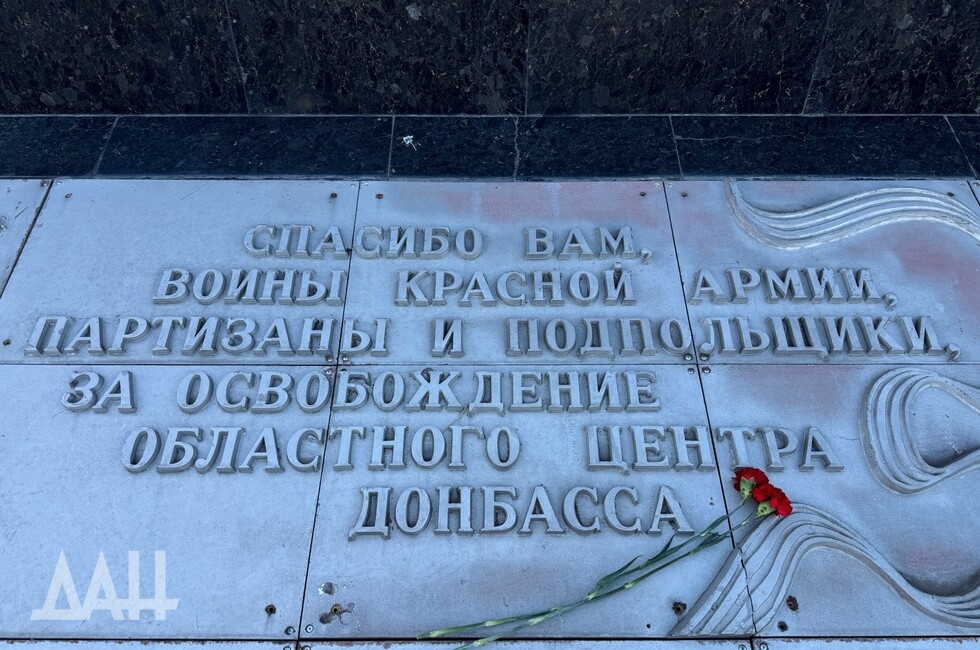 СПАСИБО ВАМ,
ВОИНЫ КРАСНОЙ АРМИИ,
ПАРТИЗАНЫ И ПОДПОЛЬЩИКИ,
ЗА ОСВОБОЖДЕНИЕ
ОБЛАСТНОГО ЦЕНТРА
ДОНБАССА
ДАН